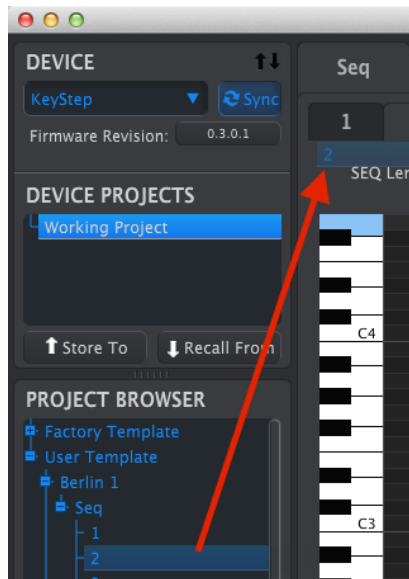 DEVICE
KeyStep
Sync
Firmware Revision:
0.3.0.1
DEVICE PROJECTS
Working Project
Store To
Recall From
PROJECT BROWSER
Factory Template
User Template
Berlin 1
Seq
1
2
Seq
1
2
SEQ Ler
C4
C3